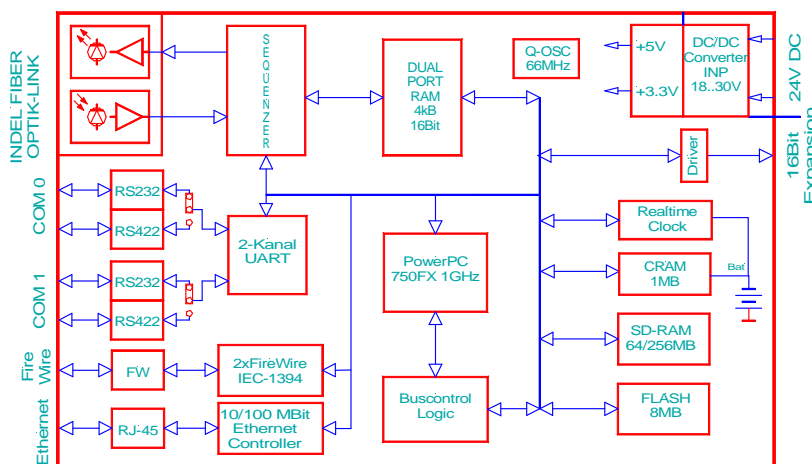 INDEL FIBER
OPTIK-LINK
SEQUENZER
DUAL
PORT
RAM
4kB
16Bit
Q-OSC
66MHz
+5V
+3.3V
DC/DC
Converter
INP
18..30V
24V DC
16Bit
Expansion
Driver
COM 0
RS232
RS422
2-Kanal
UART
COM 1
RS232
RS422
PowerPC
750FX 1GHz
Realtime
Clock
CRAM
1MB
Bat
SD-RAM
64/256MB
Fire
Wire
FW
2xFireWire
IEC-1394
Buscontrol
Logic
FLASH
8MB
Ethernet
RJ-45
10/100 MBit
Ethernet
Controller